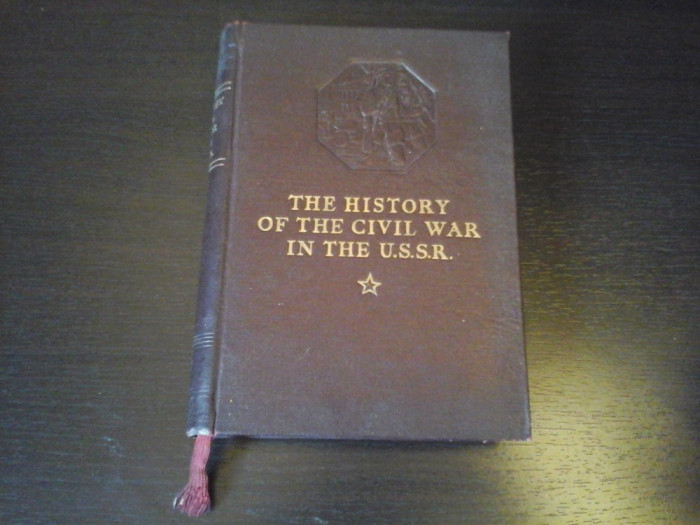 THE HISTORY
OF THE CIVIL WAR
IN THE U.S.S.R.